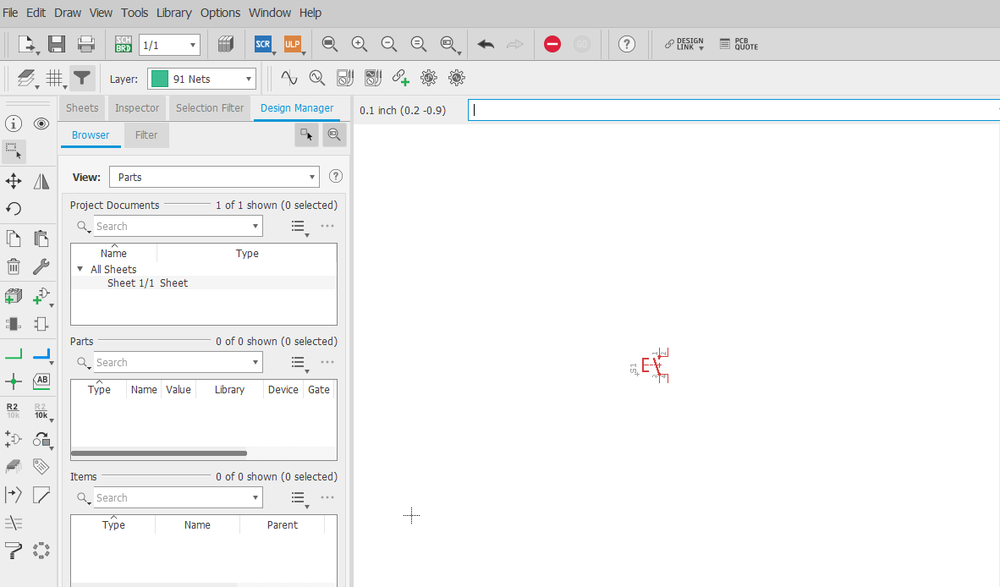 File Edit Draw View Tools Library Options Window Help
SCH BRD 1/1 SCR ULP GO ? DESIGN LINK PCB QUOTE
Layer: 91 Nets
Sheets Inspector Selection Filter Design Manager 0.1 inch (0.2 -0.9)
Browser Filter
View: Parts ?
Project Documents 1 of 1 shown (0 selected)
Search
Name Type
All Sheets
Sheet 1/1 Sheet
Parts 0 of 0 shown (0 selected)
Search
Type Name Value Library Device Gate
Items 0 of 0 shown (0 selected)
Search
Type Name Parent
AB
R2 10k R2 10k
S1 1 2 3 4